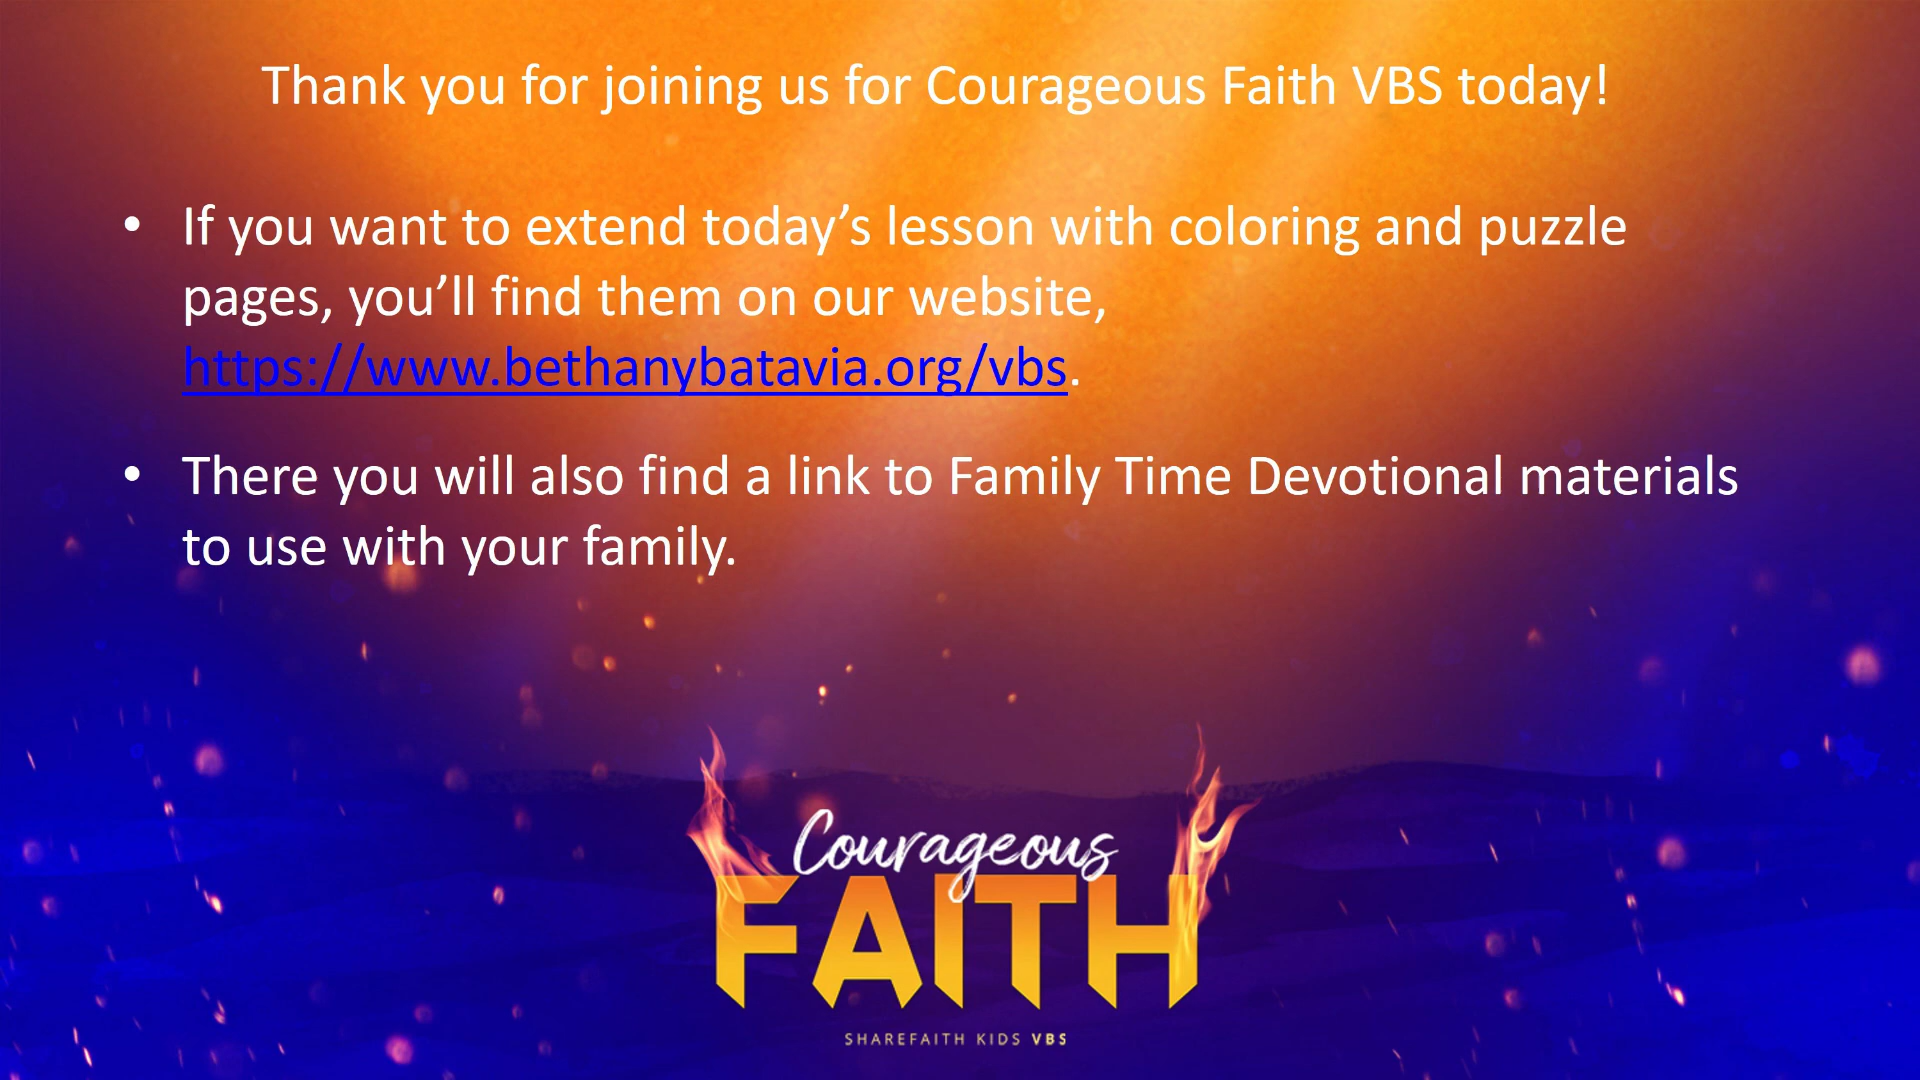 Thank you for joining us for Courageous Faith VBS today!
• If you want to extend today’s lesson with coloring and puzzle
pages, you’ll find them on our website,
https://www.bethanybatavia.org/vbs.
• There you will also find a link to Family Time Devotional materials
to use with your family.
Courageous
FAITH
SHAREFAITH KIDS VBS